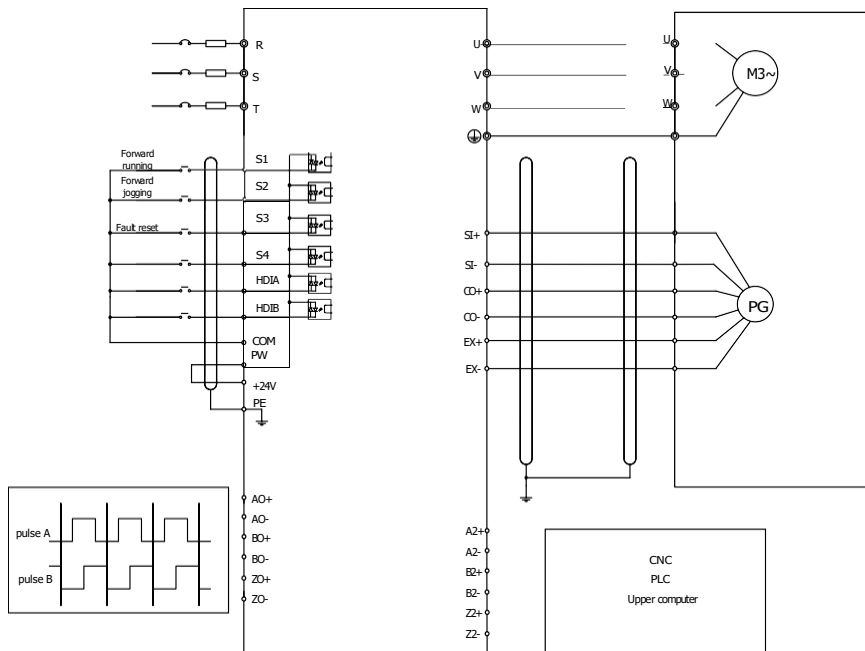 R
S
T
U
V
W
U
V
W
M3~
Forward
running
Forward
jogging
Fault reset
S1
S2
S3
S4
HDIA
HDIB
COM
PW
+24V
PE
SI+
SI-
CO+
CO-
EX+
EX-
PG
pulse A
pulse B
AO+
AO-
BO+
BO-
ZO+
ZO-
A2+
A2-
B2+
B2-
Z2+
Z2-
CNC
PLC
Upper computer